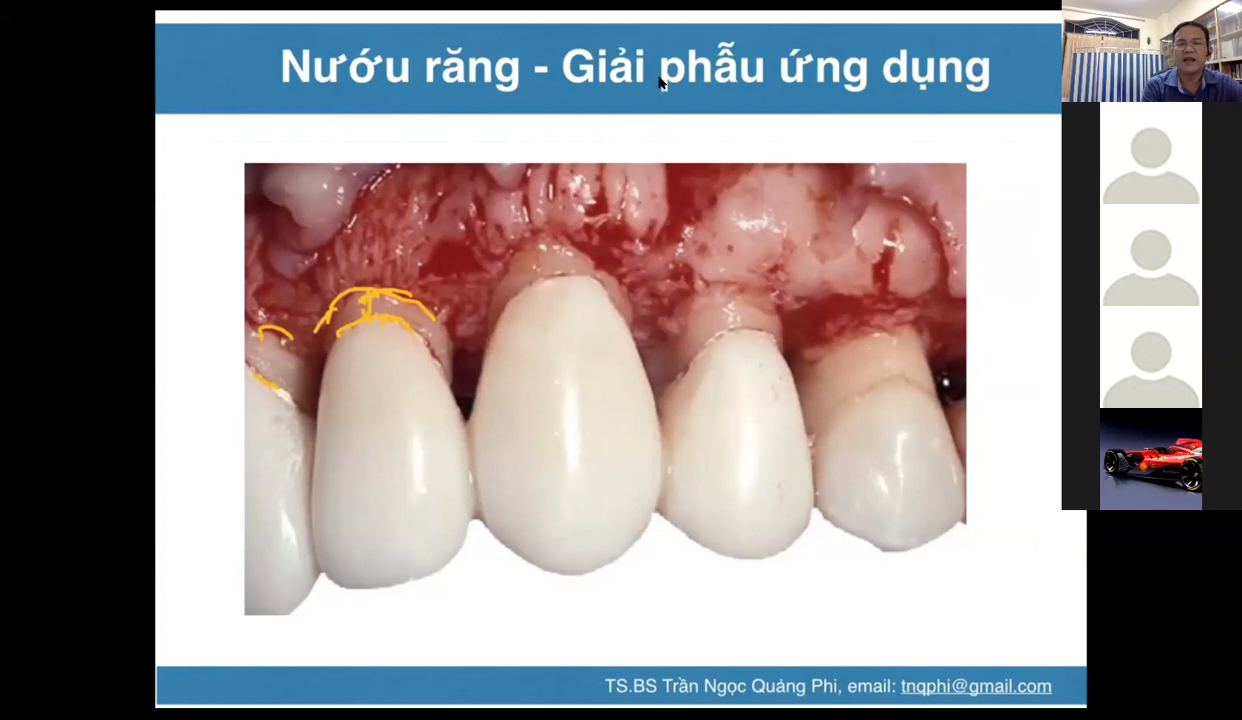 Nướu răng - Giải phẫu ứng dụng
TS.BS Trần Ngọc Quảng Phi, email: tnqphi@gmail.com